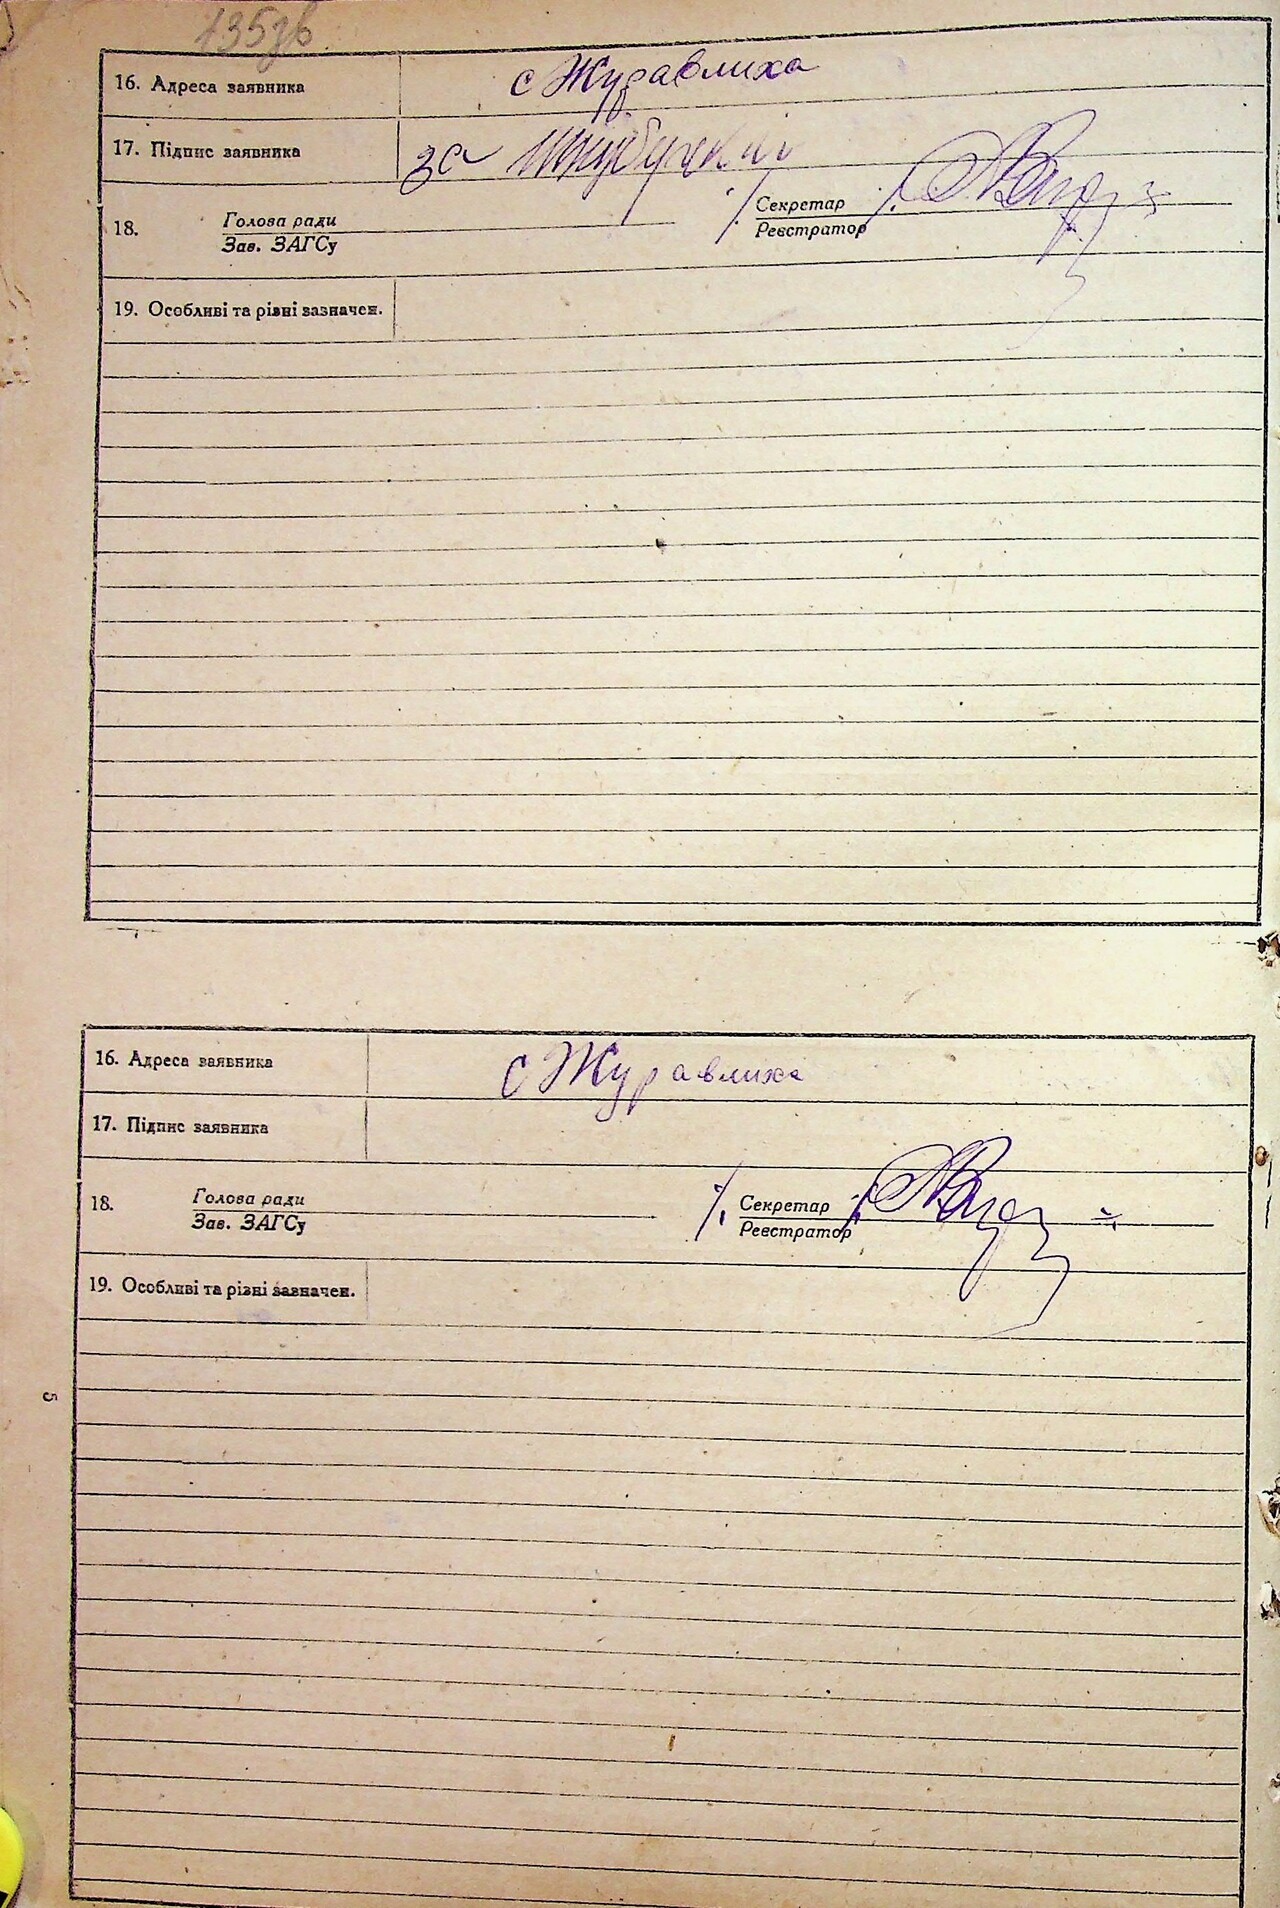 135зв
16. Адреса заявника с Журавлиха
17. Підпис заявника за
18. Голова ради Секретар
Зав. ЗАГСу Реєстратор
19. Особливі та різні зазначен.
16. Адреса заявника с Журавлиха
17. Підпис заявника
18. Голова ради Секретар
Зав. ЗАГСу Реєстратор
19. Особливі та різні зазначен.
5